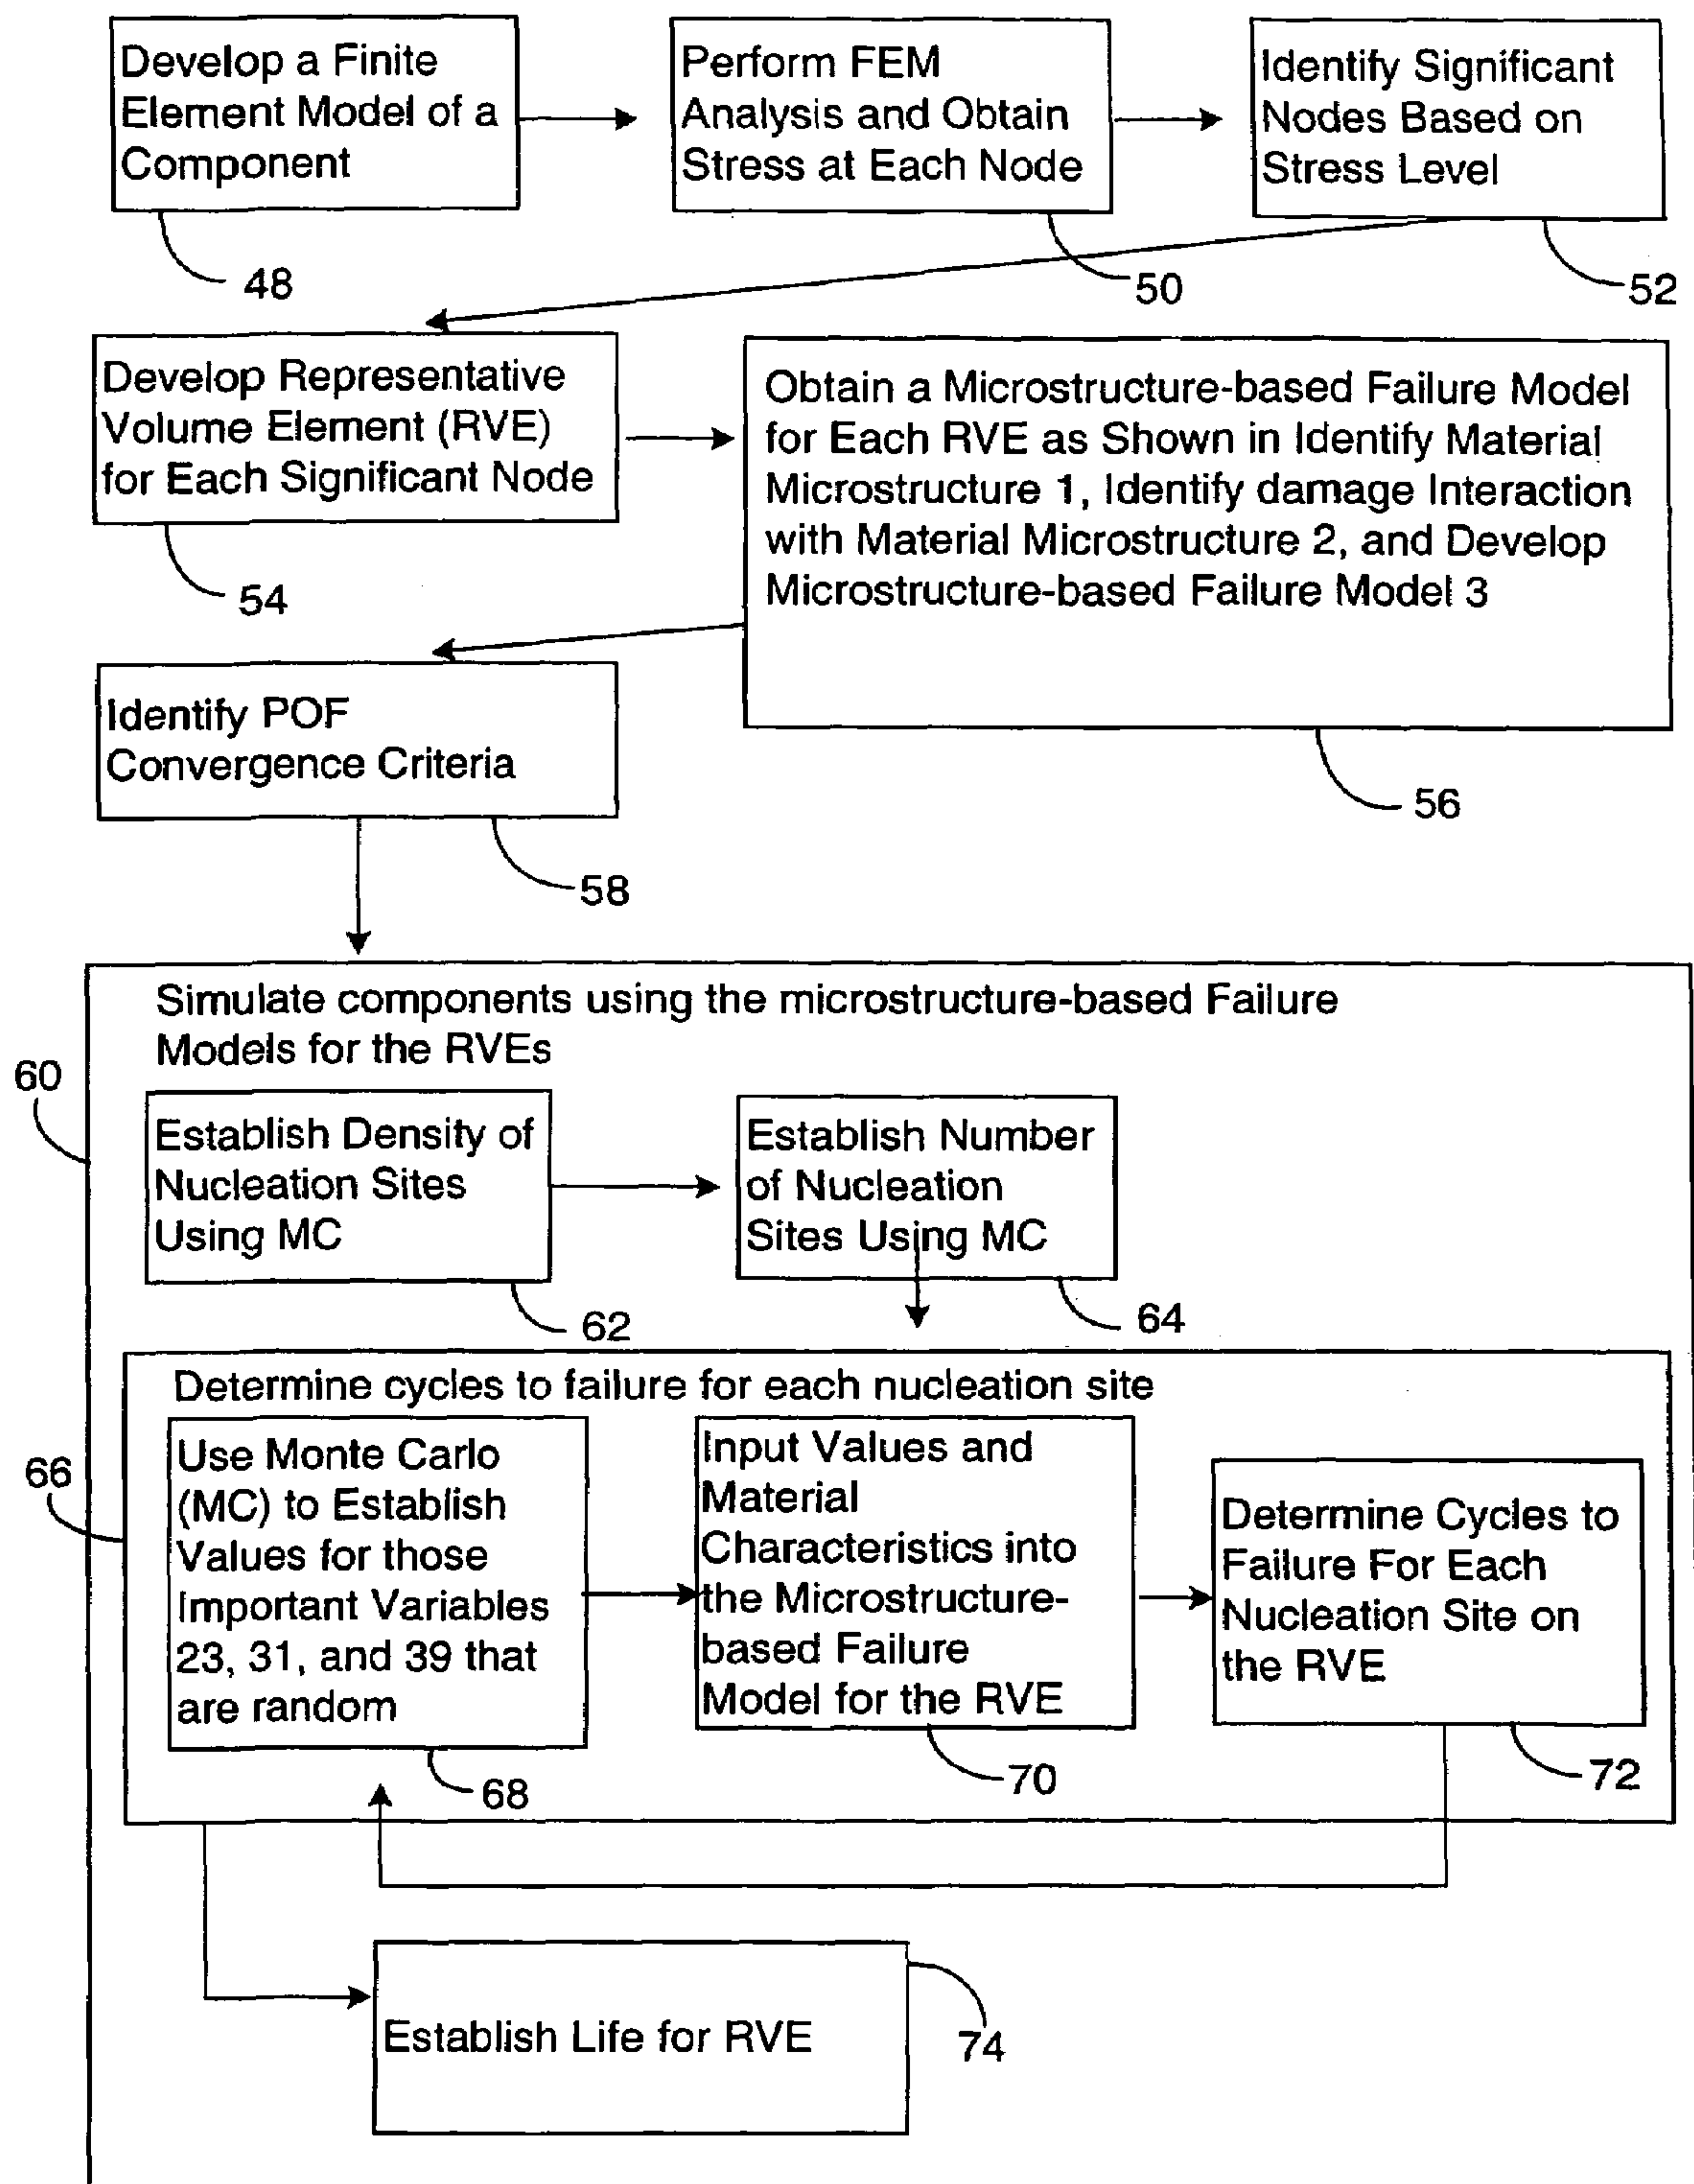 Develop a Finite
Element Model of a
Component
Perform FEM
Analysis and Obtain
Stress at Each Node
Identify Significant
Nodes Based on
Stress Level
48
50
52
Develop Representative
Volume Element (RVE)
for Each Significant Node
Obtain a Microstructure-based Failure Model
for Each RVE as Shown in Identify Material
Microstructure 1, Identify damage Interaction
with Material Microstructure 2, and Develop
Microstructure-based Failure Model 3
54
56
Identify POF
Convergence Criteria
58
60
Simulate components using the microstructure-based Failure
Models for the RVEs
Establish Density of
Nucleation Sites
Using MC
Establish Number
of Nucleation
Sites Using MC
62
64
66
Determine cycles to failure for each nucleation site
Use Monte Carlo
(MC) to Establish
Values for those
Important Variables
23, 31, and 39 that
are random
Input Values and
Material
Characteristics into
the Microstructure-
based Failure
Model for the RVE
Determine Cycles to
Failure For Each
Nucleation Site on
the RVE
68
70
72
Establish Life for RVE
74